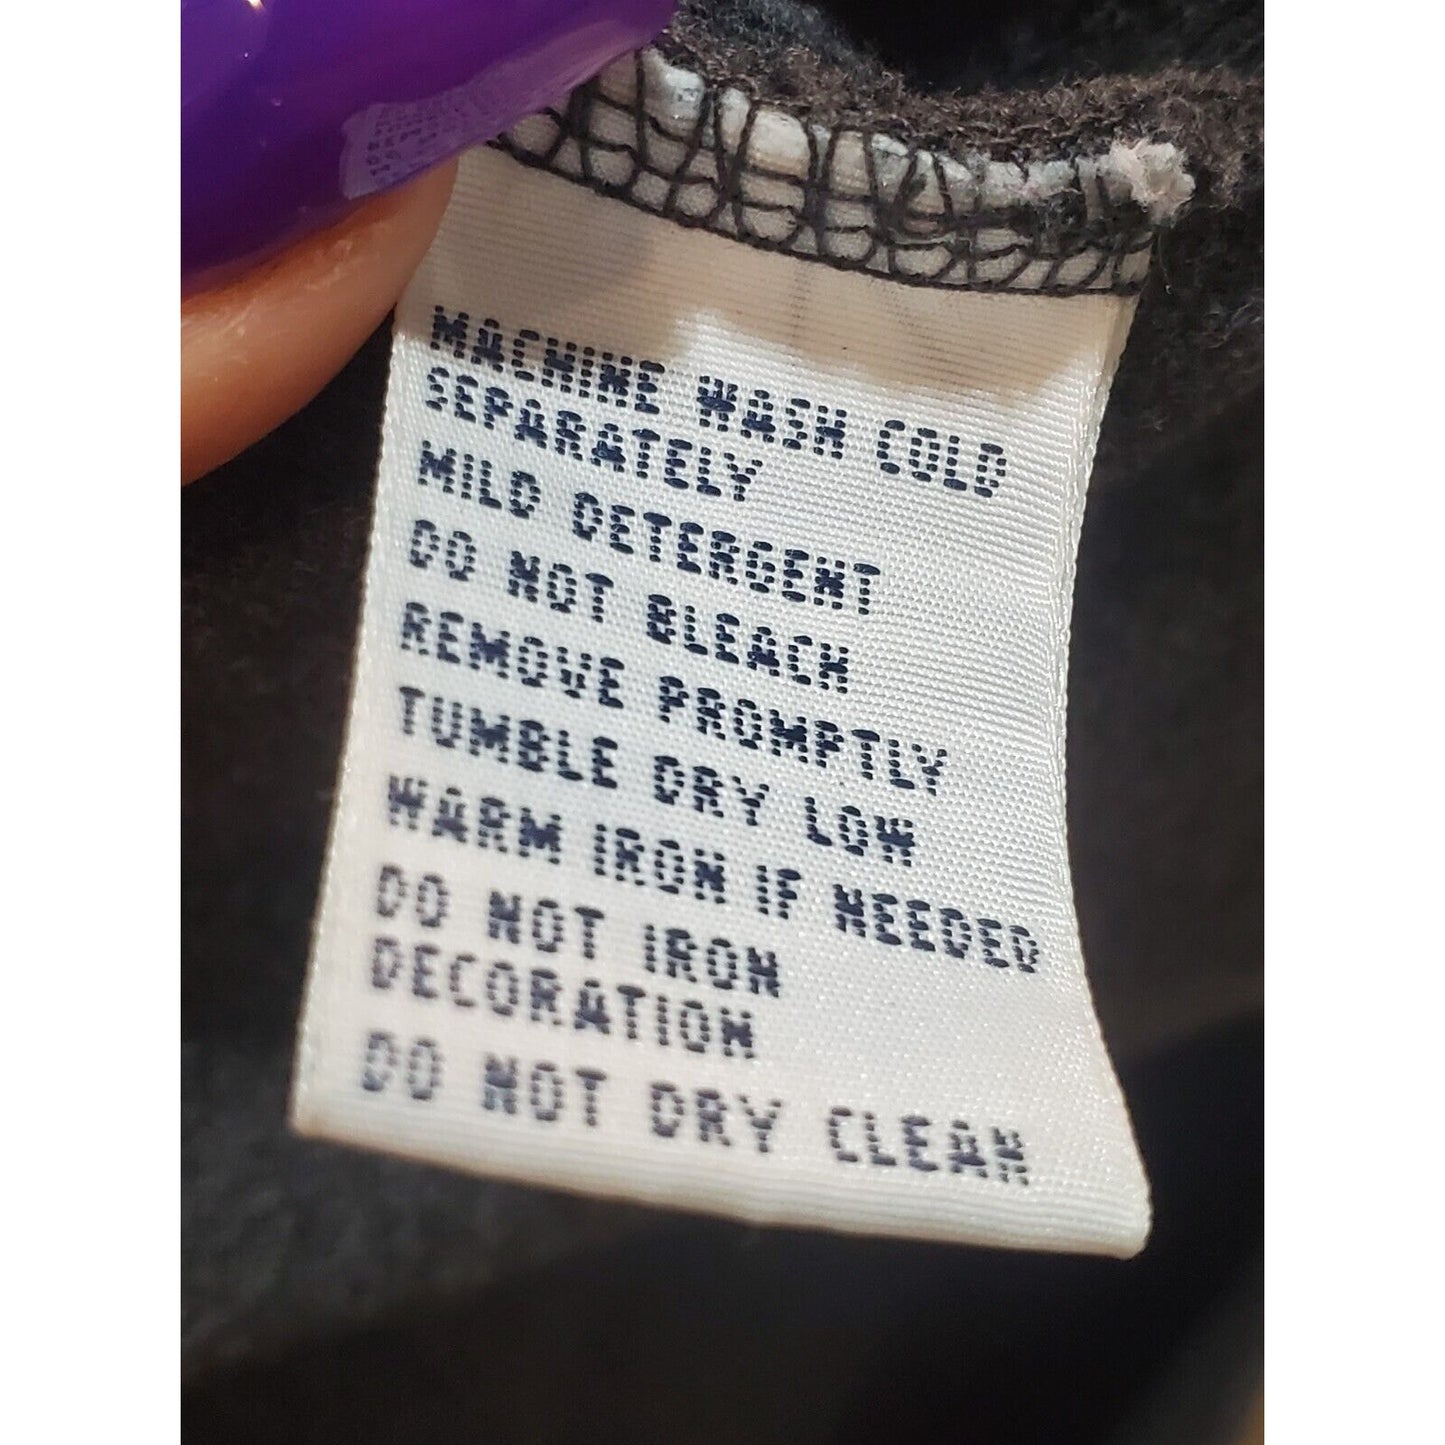 MACHINE WASH COLD
SEPARATELY
MILD DETERGENT
DO NOT BLEACH
REMOVE PROMPTLY
TUMBLE DRY LOW
WARM IRON IF NEEDED
DO NOT IRON
DECORATION
DO NOT DRY CLEAN